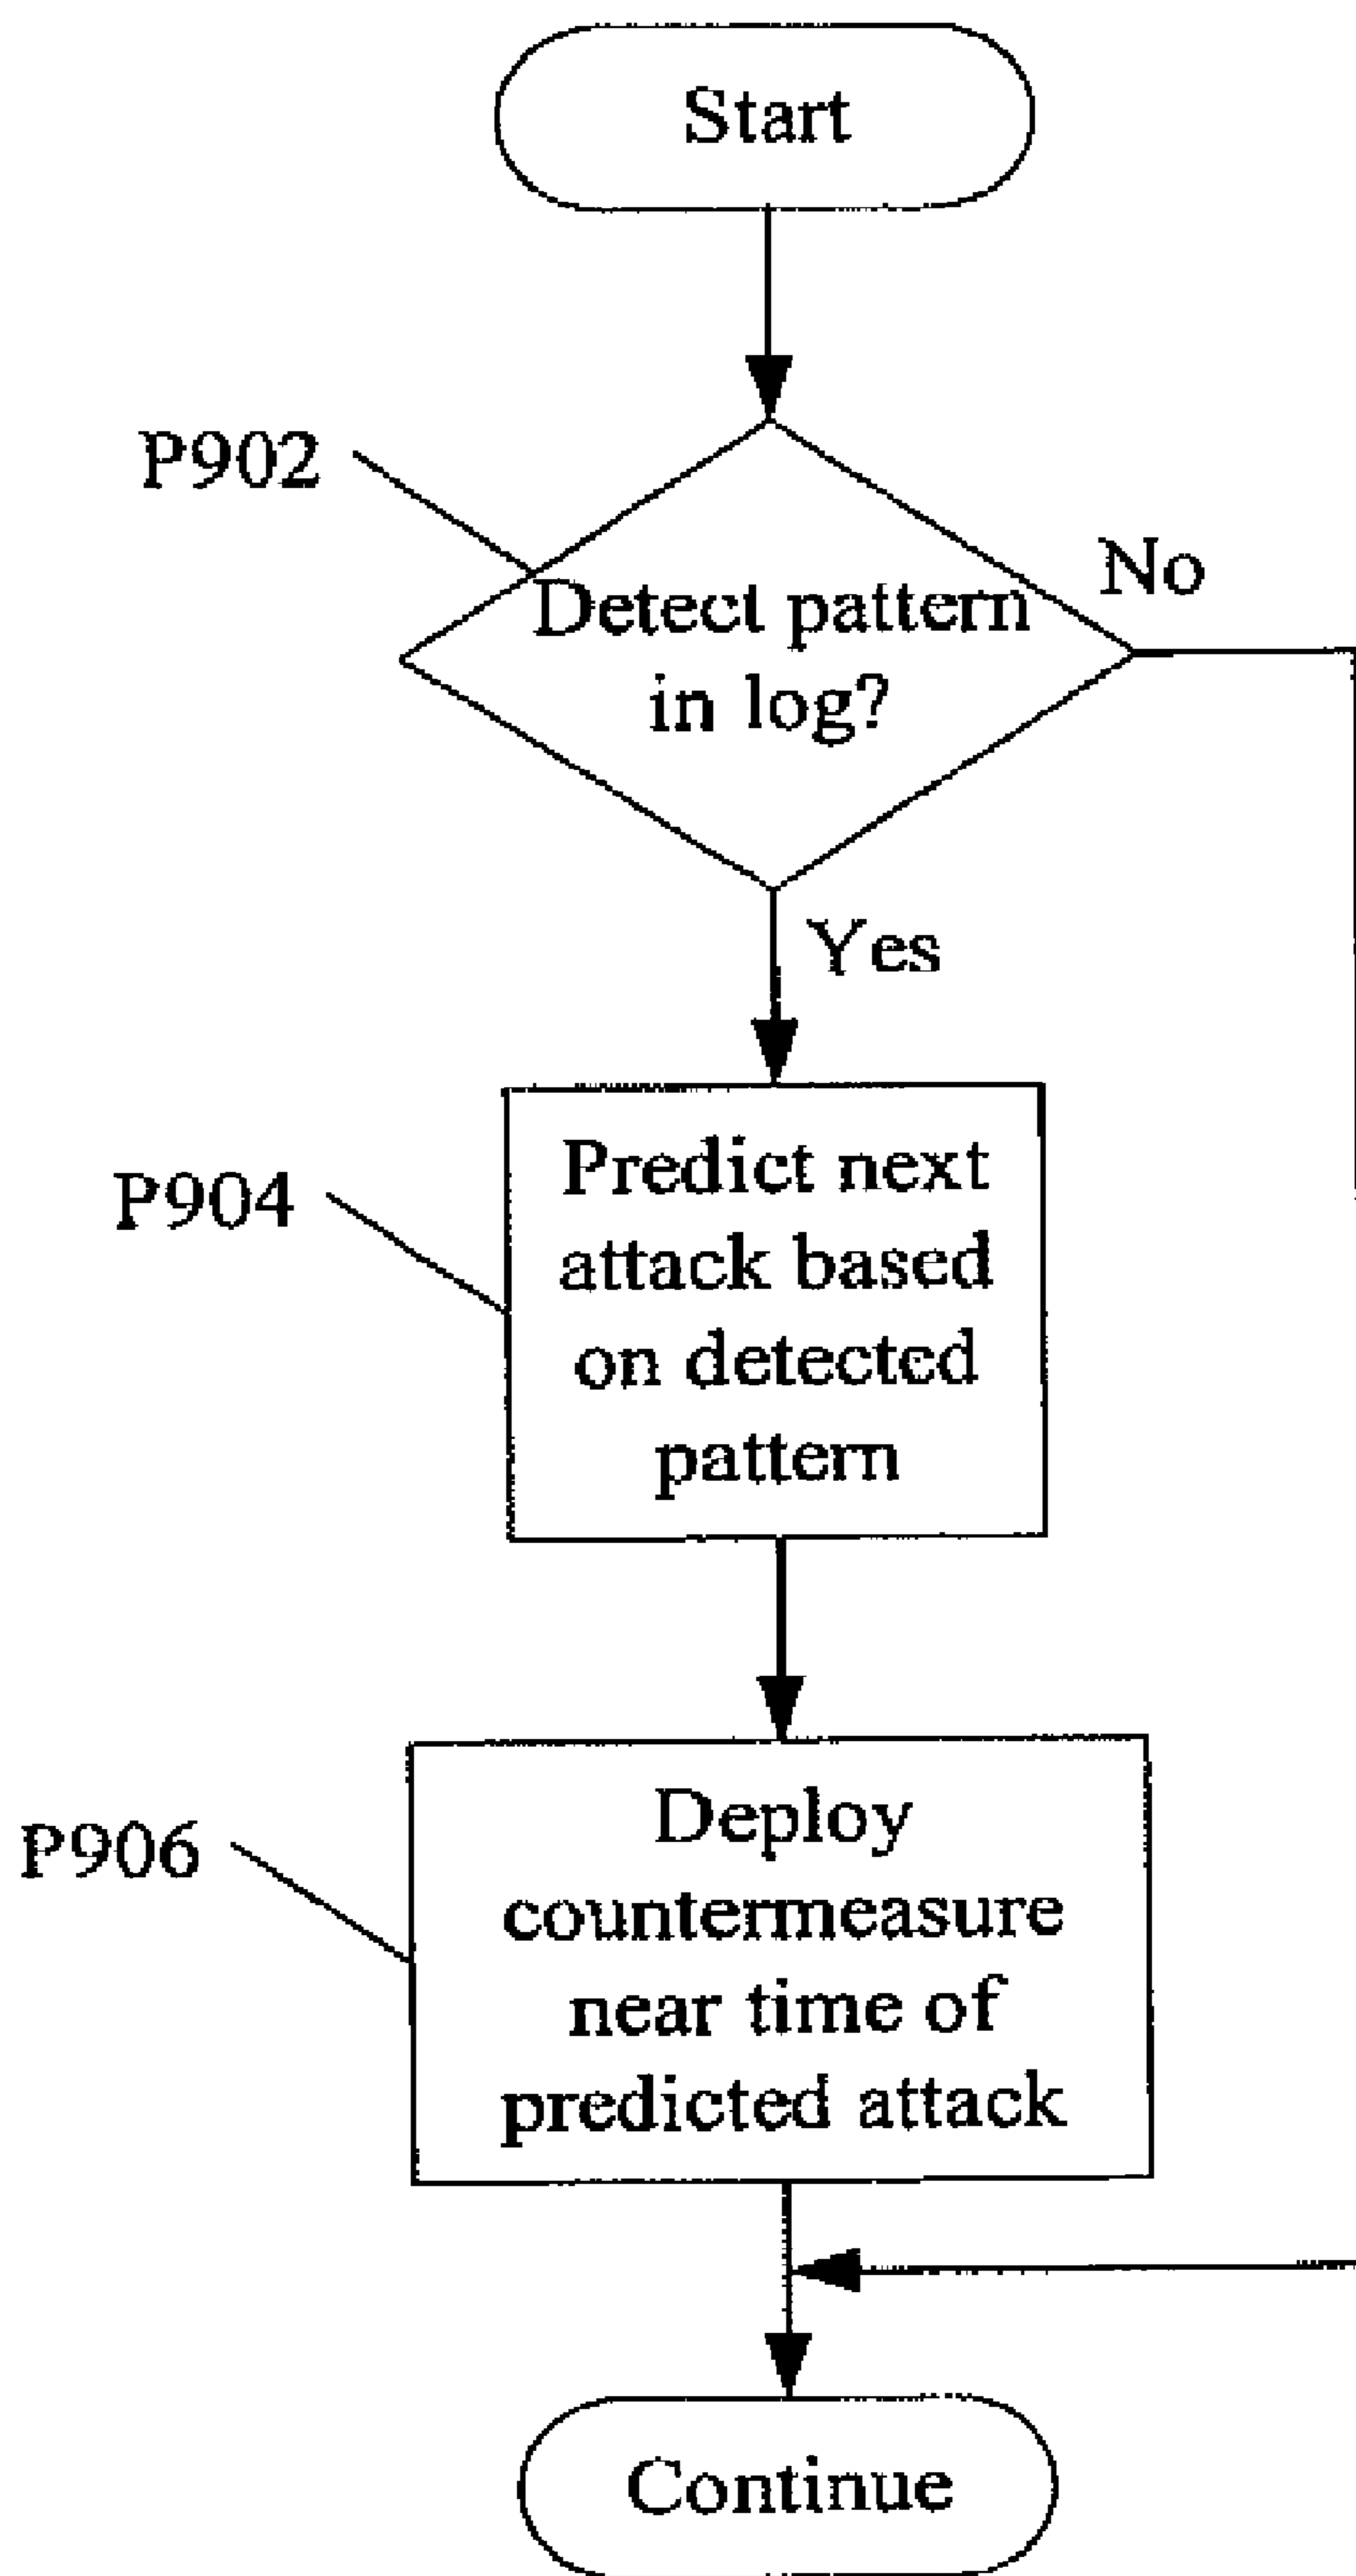 Start
P902
Detect pattern
in log?
No
Yes
P904
Predict next
attack based
on detected
pattern
P906
Deploy
countermeasure
near time of
predicted attack
Continue